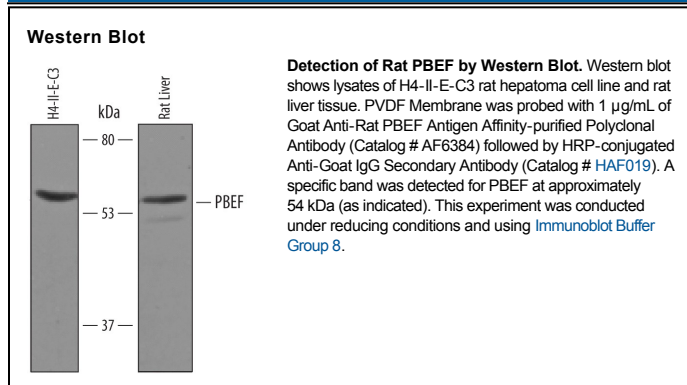 Western Blot
H4-II-E-C3
kDa
Rat Liver
80
53
37
PBEF
Detection of Rat PBEF by Western Blot. Western blot
shows lysates of H4-II-E-C3 rat hepatoma cell line and rat
liver tissue. PVDF Membrane was probed with 1 µg/mL of
Goat Anti-Rat PBEF Antigen Affinity-purified Polyclonal
Antibody (Catalog # AF6384) followed by HRP-conjugated
Anti-Goat IgG Secondary Antibody (Catalog # HAF019). A
specific band was detected for PBEF at approximately
54 kDa (as indicated). This experiment was conducted
under reducing conditions and using Immunoblot Buffer
Group 8.